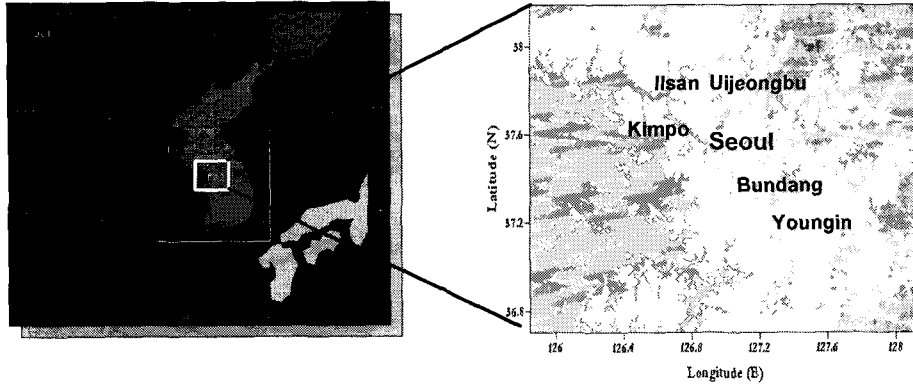 38
Ilsan Uijeongbu
Kimpo
37.6
Seoul
Latitude (N)
Bundang
37.2
Youngin
36.8
126
126.4
126.8
127.2
127.6
128
Longitude (E)